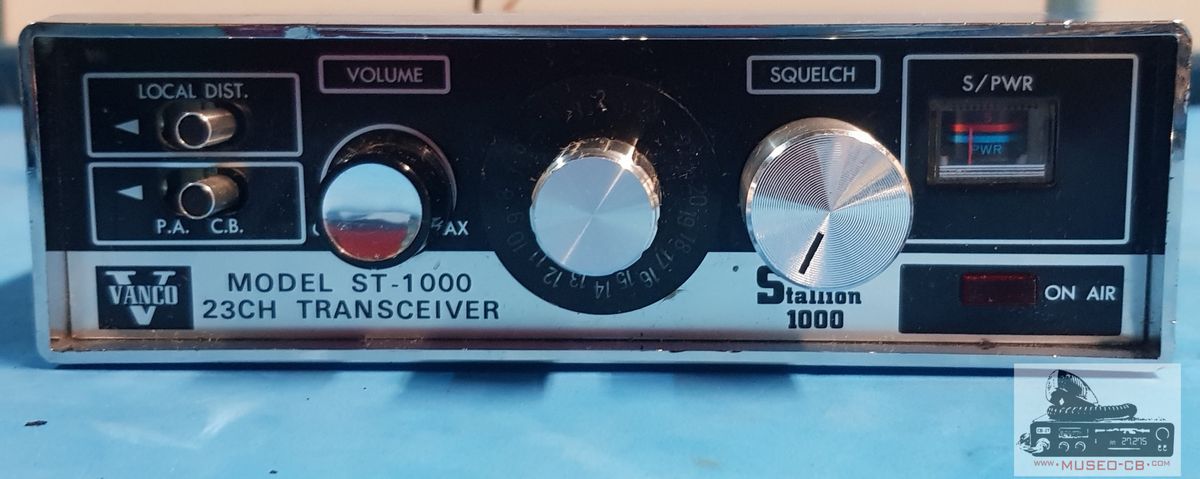 LOCAL DIST.
VOLUME
SQUELCH
S/PWR
PWR
P.A. C.B.
AX
20 19 18 17 16 15 14 13 12 11 10 9
VANCO
V
MODEL ST-1000
23CH TRANSCEIVER
Stallion
1000
ON AIR
27.275
www.MUSEO-CB.com